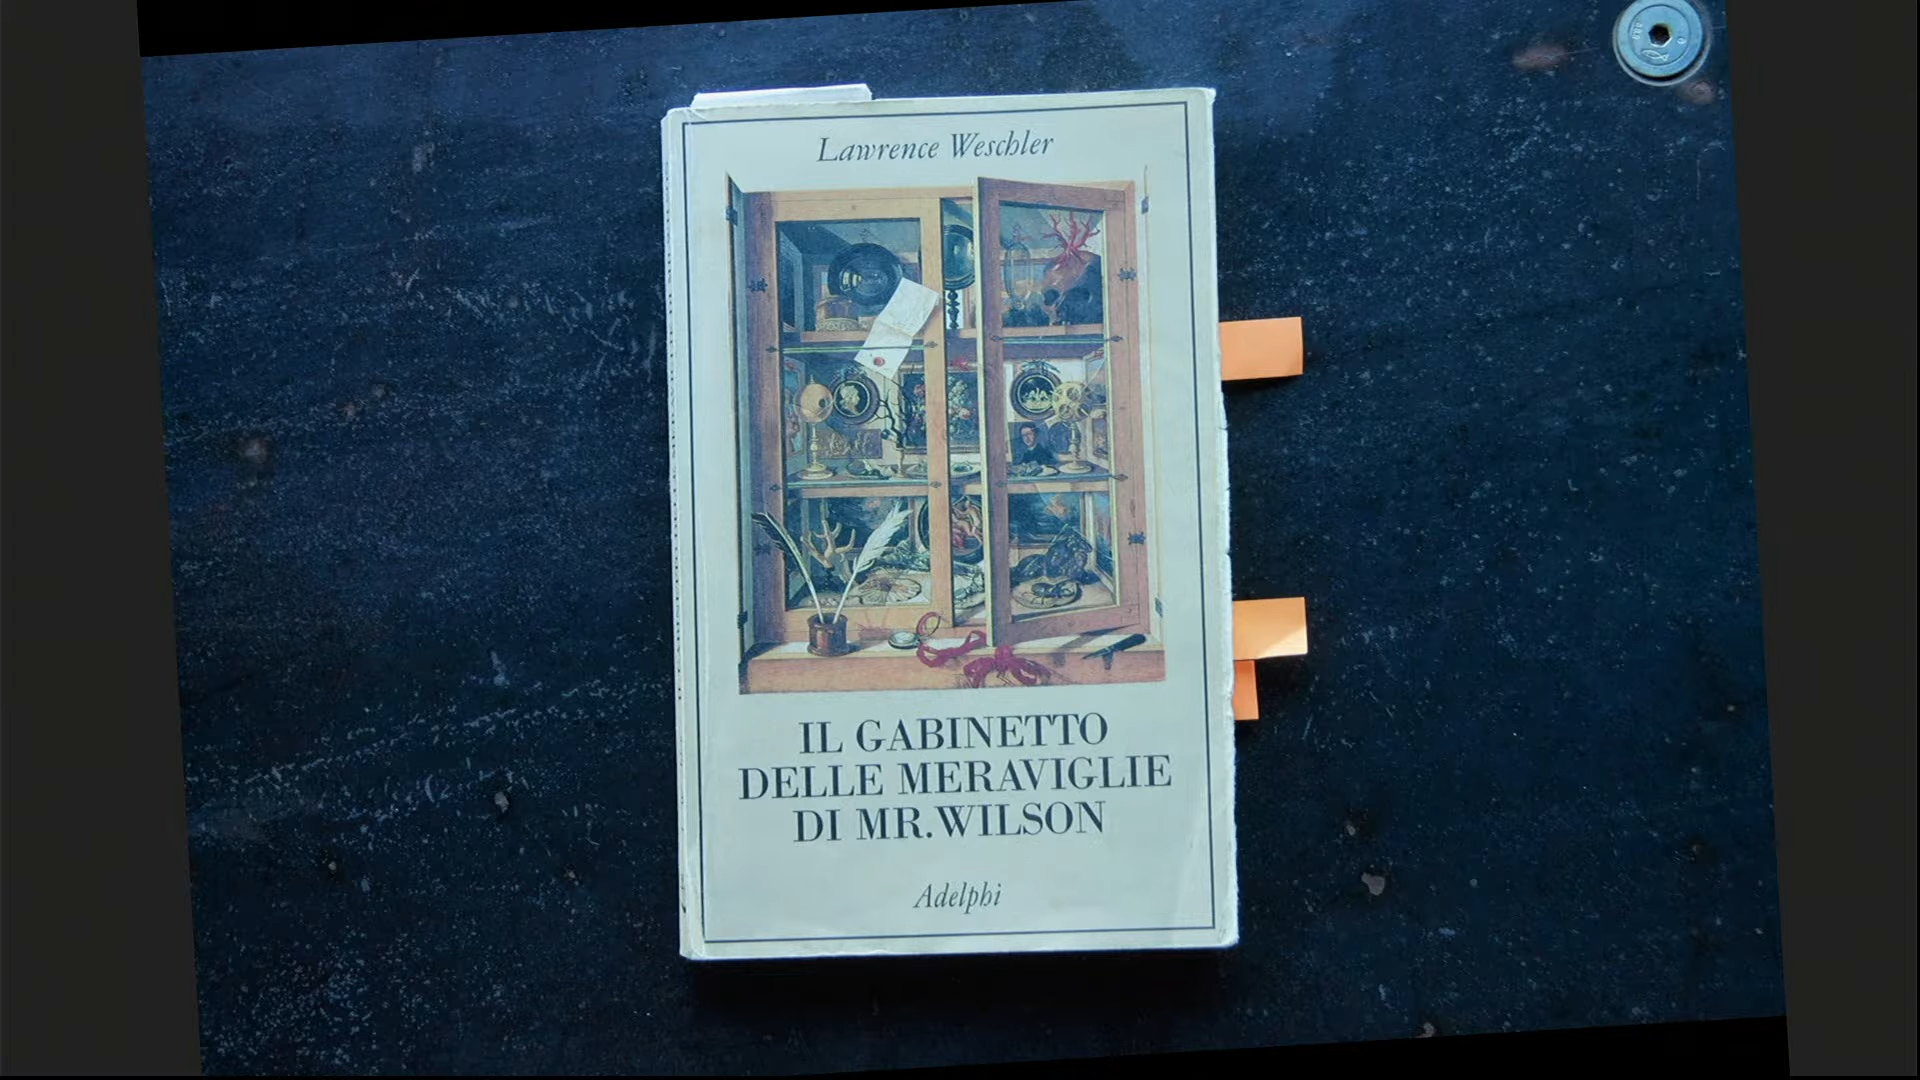 Lawrence Weschler
IL GABINETTO
DELLE MERAVIGLIE
DI MR. WILSON
Adelphi